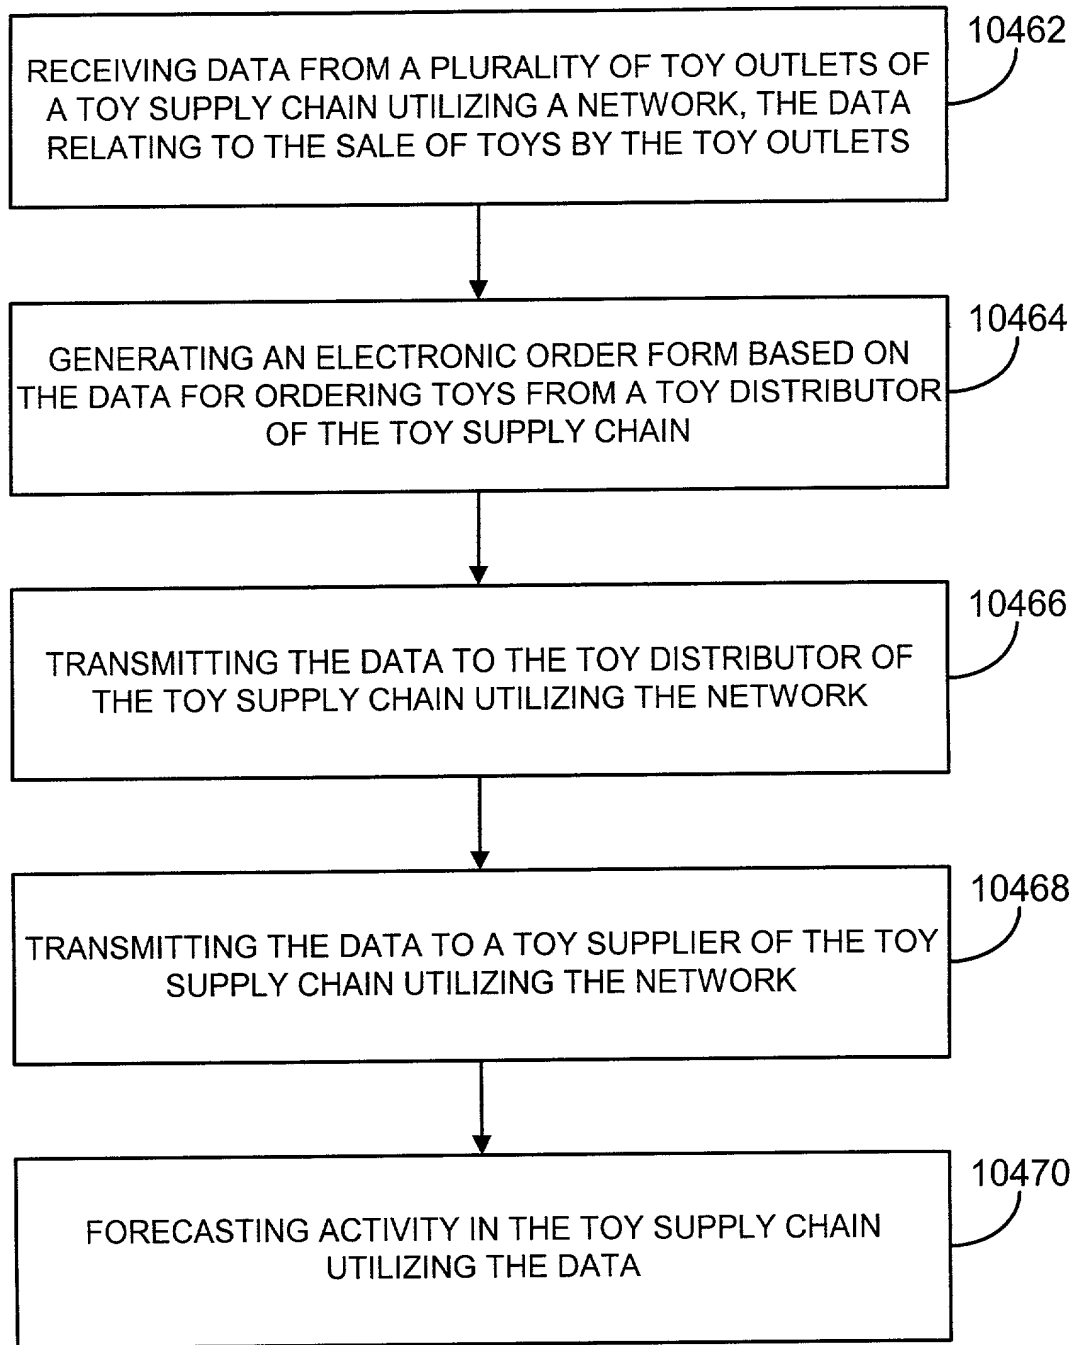 10462
RECEIVING DATA FROM A PLURALITY OF TOY OUTLETS OF
A TOY SUPPLY CHAIN UTILIZING A NETWORK, THE DATA
RELATING TO THE SALE OF TOYS BY THE TOY OUTLETS
10464
GENERATING AN ELECTRONIC ORDER FORM BASED ON
THE DATA FOR ORDERING TOYS FROM A TOY DISTRIBUTOR
OF THE TOY SUPPLY CHAIN
10466
TRANSMITTING THE DATA TO THE TOY DISTRIBUTOR OF
THE TOY SUPPLY CHAIN UTILIZING THE NETWORK
10468
TRANSMITTING THE DATA TO A TOY SUPPLIER OF THE TOY
SUPPLY CHAIN UTILIZING THE NETWORK
10470
FORECASTING ACTIVITY IN THE TOY SUPPLY CHAIN
UTILIZING THE DATA